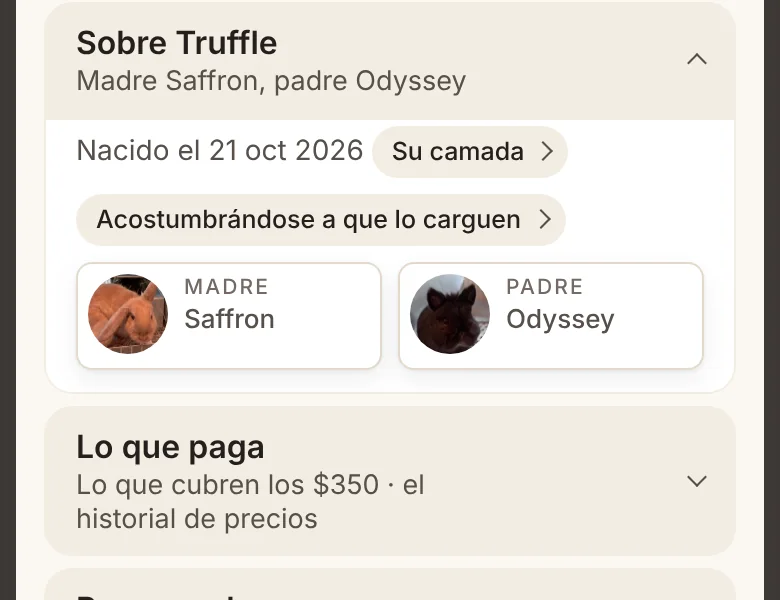 Sobre Truffle
Madre Saffron, padre Odyssey
Nacido el 21 oct 2026
Su camada
Acostumbrándose a que lo carguen
MADRE
Saffron
PADRE
Odyssey
Lo que paga
Lo que cubren los $350 · el
historial de precios